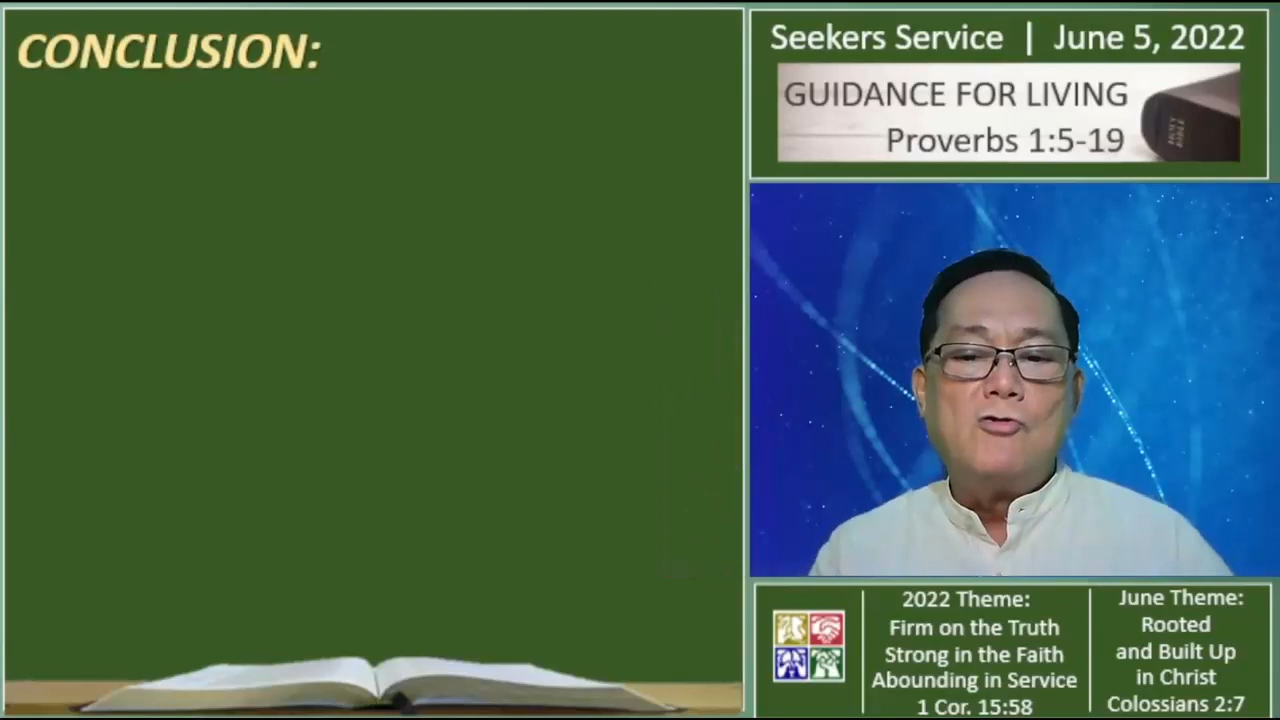 CONCLUSION:
Seekers Service | June 5, 2022
GUIDANCE FOR LIVING
Proverbs 1:5-19
2022 Theme:
Firm on the Truth
Strong in the Faith
Abounding in Service
1 Cor. 15:58
June Theme:
Rooted
and Built Up
in Christ
Colossians 2:7